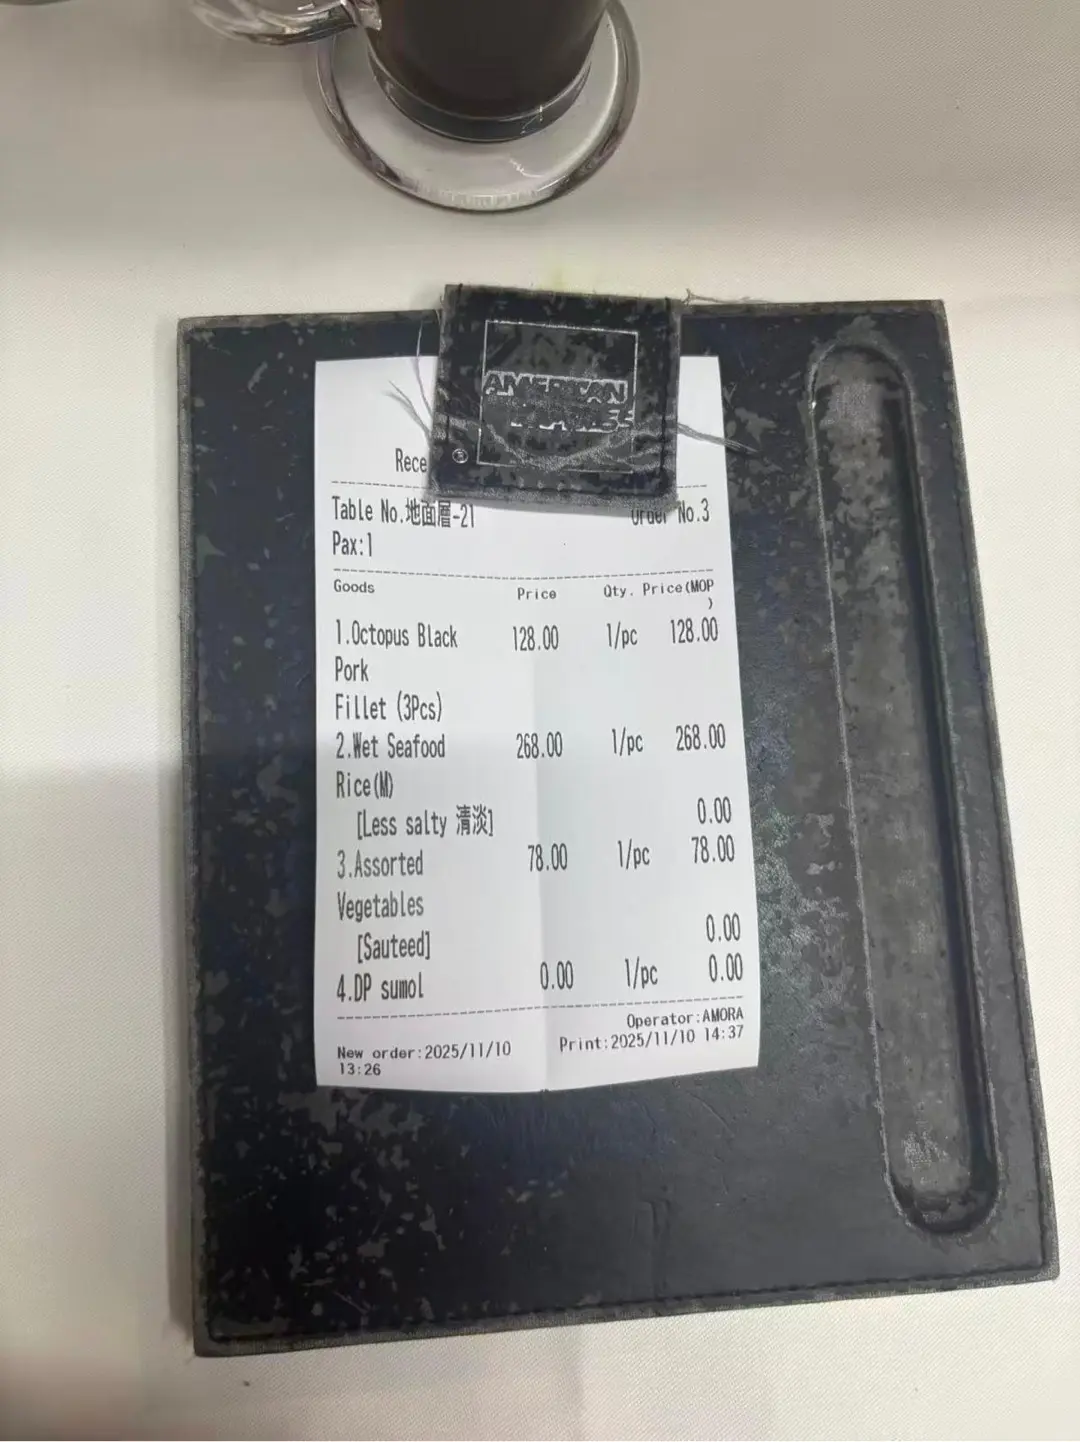 AMERICAN
EXPRESS
®
Rece
Table No.地面層-21 Order No.3
Pax:1
Goods Price Qty. Price(MOP
)
1.Octopus Black 128.00 1/pc 128.00
Pork
Fillet (3Pcs)
2.Wet Seafood 268.00 1/pc 268.00
Rice(M)
[Less salty 清淡] 0.00
3.Assorted 78.00 1/pc 78.00
Vegetables
[Sauteed] 0.00
4.DP sumol 0.00 1/pc 0.00
Operator:AMORA
New order:2025/11/10 Print:2025/11/10 14:37
13:26